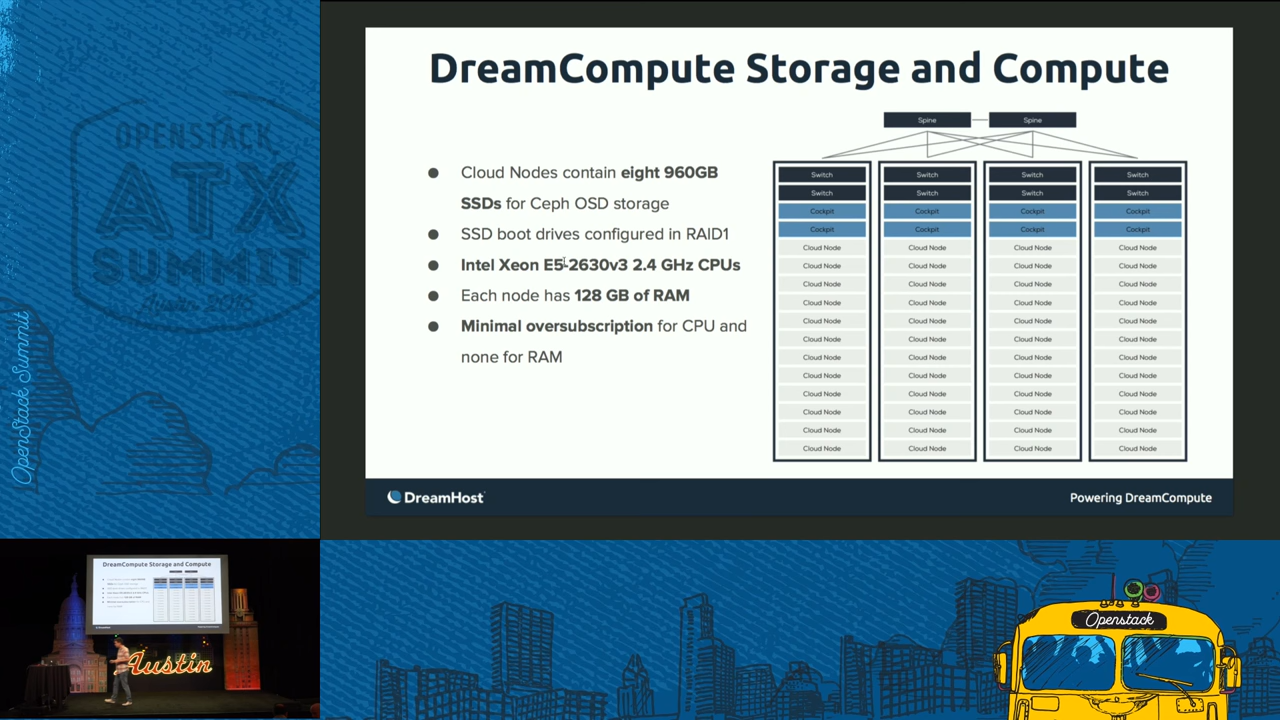 OPENSTACK
ATX
SUMMIT
Austin
OpenStack Summit
DreamCompute Storage and Compute
● Cloud Nodes contain eight 960GB
SSDs for Ceph OSD storage
● SSD boot drives configured in RAID1
● Intel Xeon E5-2630v3 2.4 GHz CPUs
● Each node has 128 GB of RAM
● Minimal oversubscription for CPU and
none for RAM
Spine Spine
Switch Switch Switch Switch
Switch Switch Switch Switch
Cockpit Cockpit Cockpit Cockpit
Cockpit Cockpit Cockpit Cockpit
Cloud Node Cloud Node Cloud Node Cloud Node
Cloud Node Cloud Node Cloud Node Cloud Node
Cloud Node Cloud Node Cloud Node Cloud Node
Cloud Node Cloud Node Cloud Node Cloud Node
Cloud Node Cloud Node Cloud Node Cloud Node
Cloud Node Cloud Node Cloud Node Cloud Node
Cloud Node Cloud Node Cloud Node Cloud Node
Cloud Node Cloud Node Cloud Node Cloud Node
Cloud Node Cloud Node Cloud Node Cloud Node
Cloud Node Cloud Node Cloud Node Cloud Node
Cloud Node Cloud Node Cloud Node Cloud Node
Cloud Node Cloud Node Cloud Node Cloud Node
DreamHost
Powering DreamCompute
DreamCompute Storage and Compute
Austin
Openstack